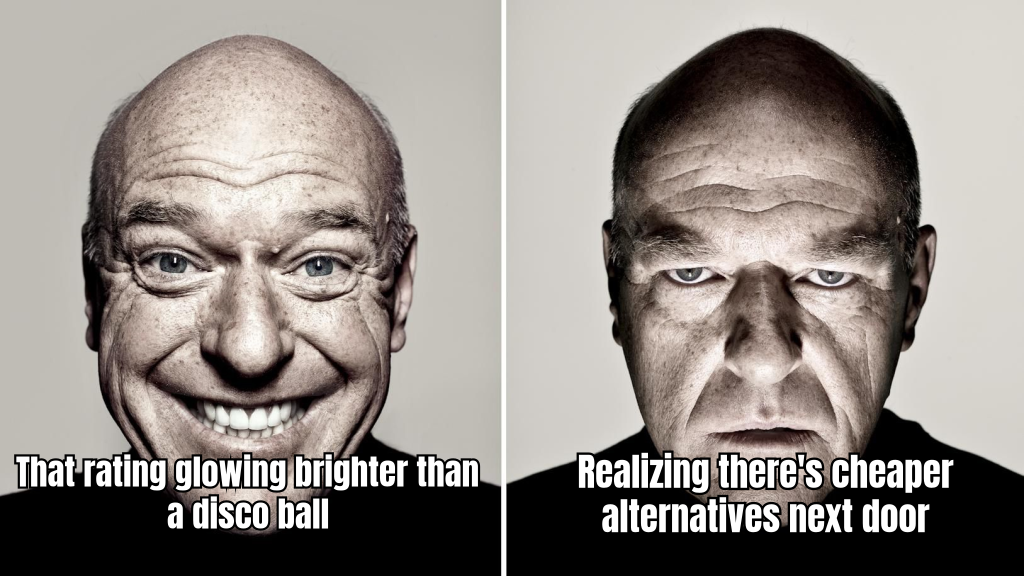 That rating glowing brighter than
a disco ball
Realizing there's cheaper
alternatives next door